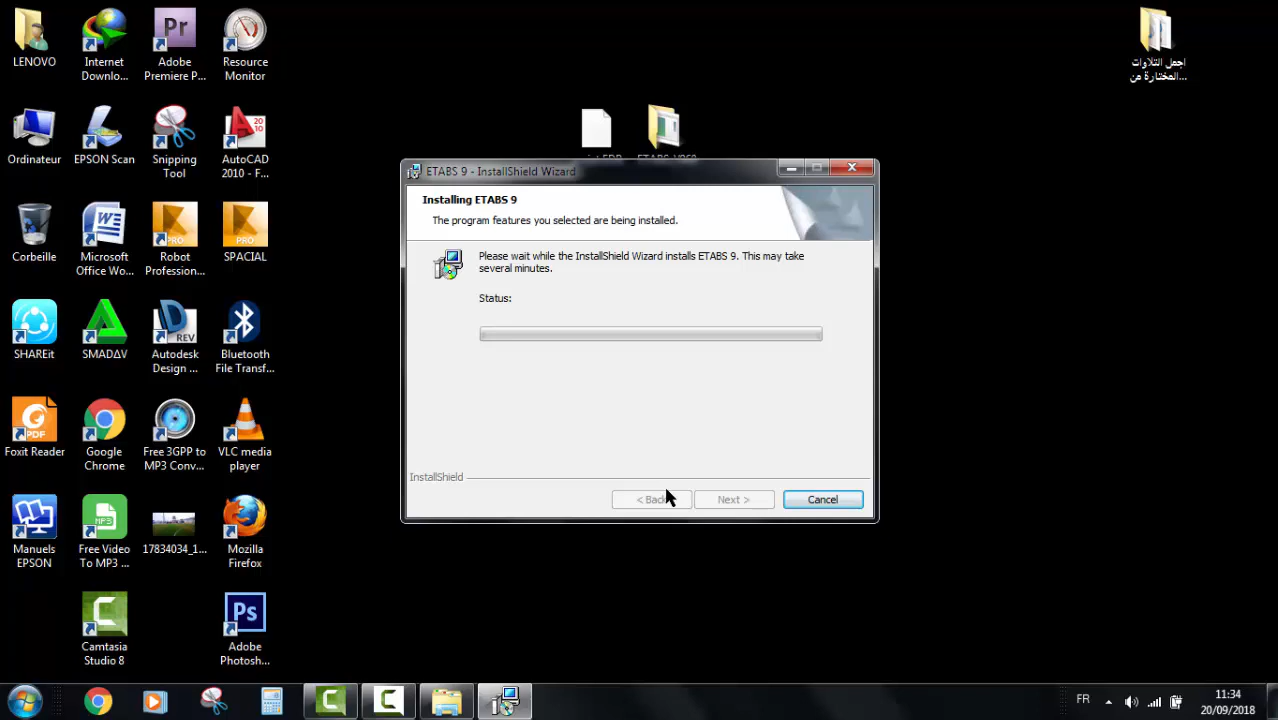 LENOVO
Internet
Downlo...
Adobe
Premiere P...
Resource
Monitor
اجمل التلاوات
المختارة من...
Ordinateur
EPSON Scan
Snipping
Tool
AutoCAD
2010 - F...
Corbeille
Microsoft
Office Wo...
Robot
Profession...
SPACIAL
SHAREit
SMADΔV
Autodesk
Design ...
Bluetooth
File Transf...
Foxit Reader
Google
Chrome
Free 3GPP to
MP3 Conv...
VLC media
player
Manuels
EPSON
Free Video
To MP3 ...
17834034_1...
Mozilla
Firefox
Camtasia
Studio 8
Adobe
Photosh...
ETABS 9 - InstallShield Wizard
Installing ETABS 9
The program features you selected are being installed.
Please wait while the InstallShield Wizard installs ETABS 9. This may take
several minutes.
Status:
InstallShield
< Back
Next >
Cancel
FR
11:34
20/09/2018